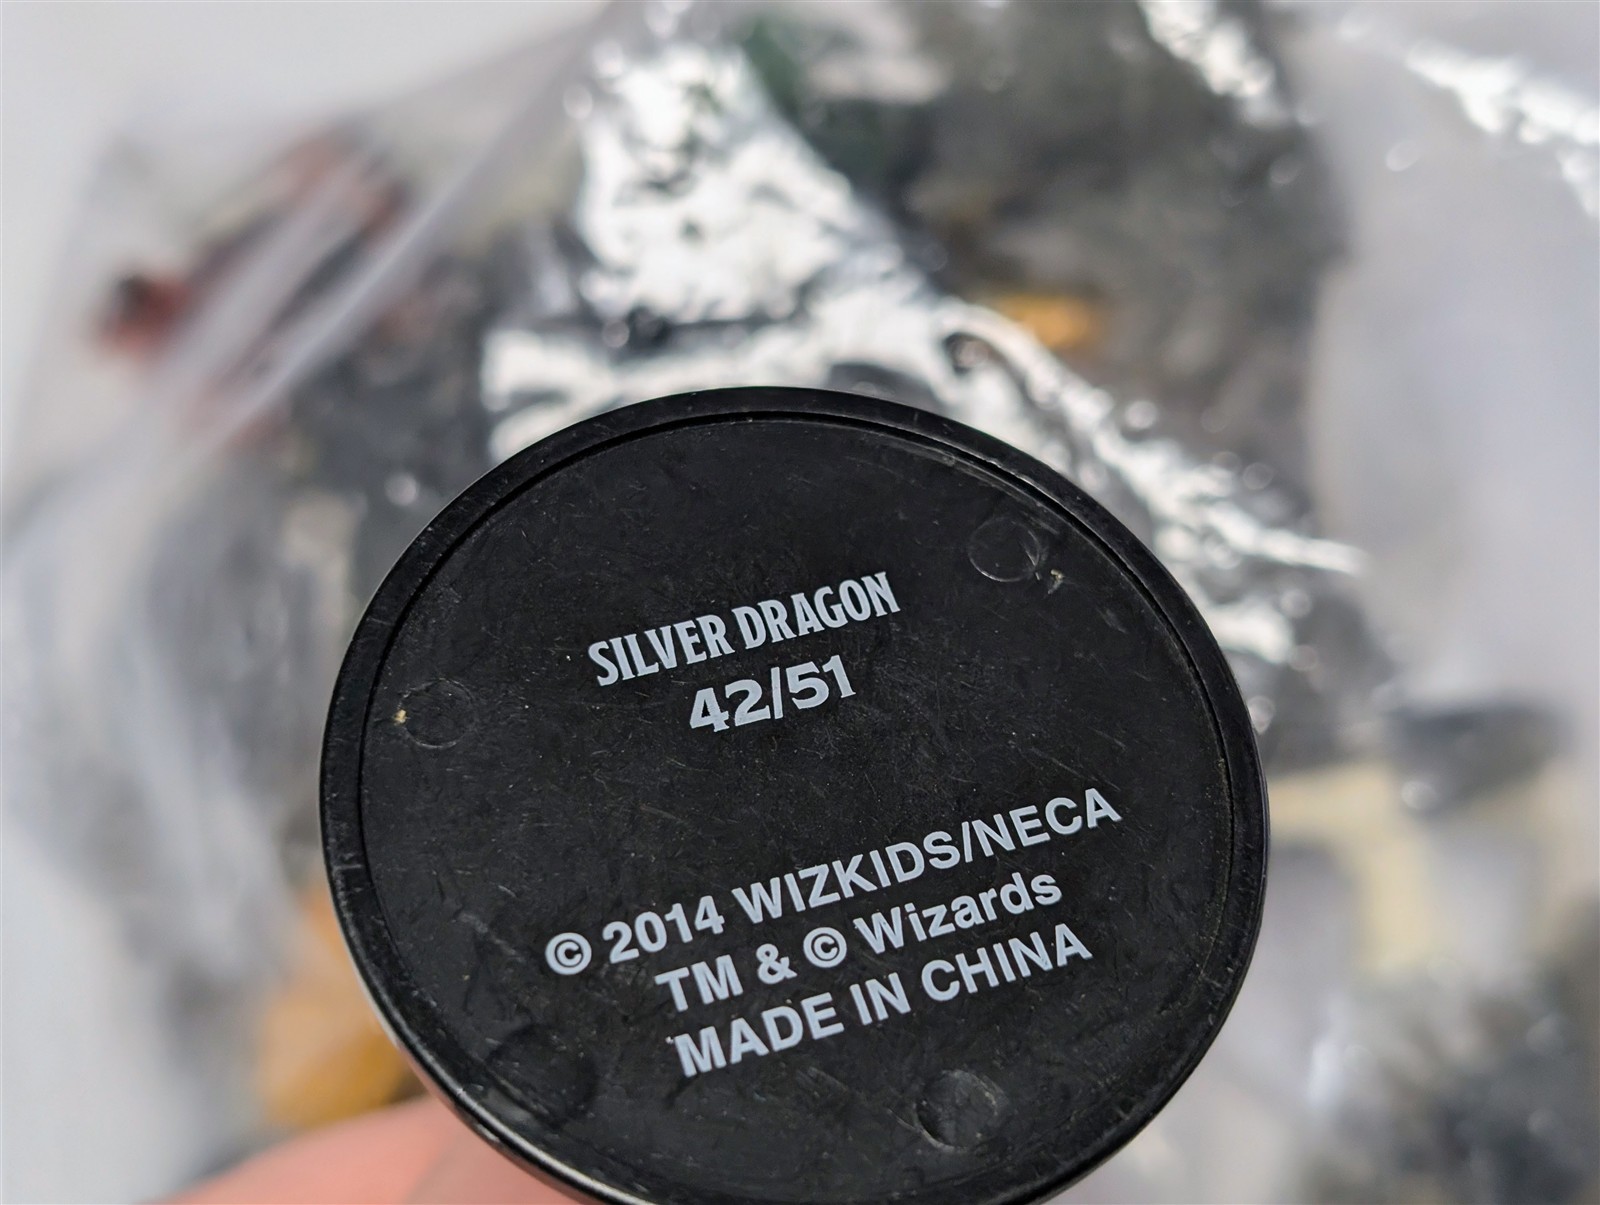 SILVER DRAGON
42/51
© 2014 WIZKIDS/NECA
TM & © Wizards
MADE IN CHINA